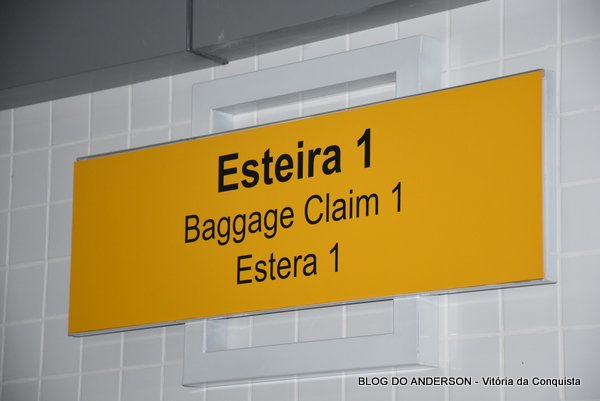 Esteira 1
Baggage Claim 1
Estera 1
BLOG DO ANDERSON - Vitória da Conquista